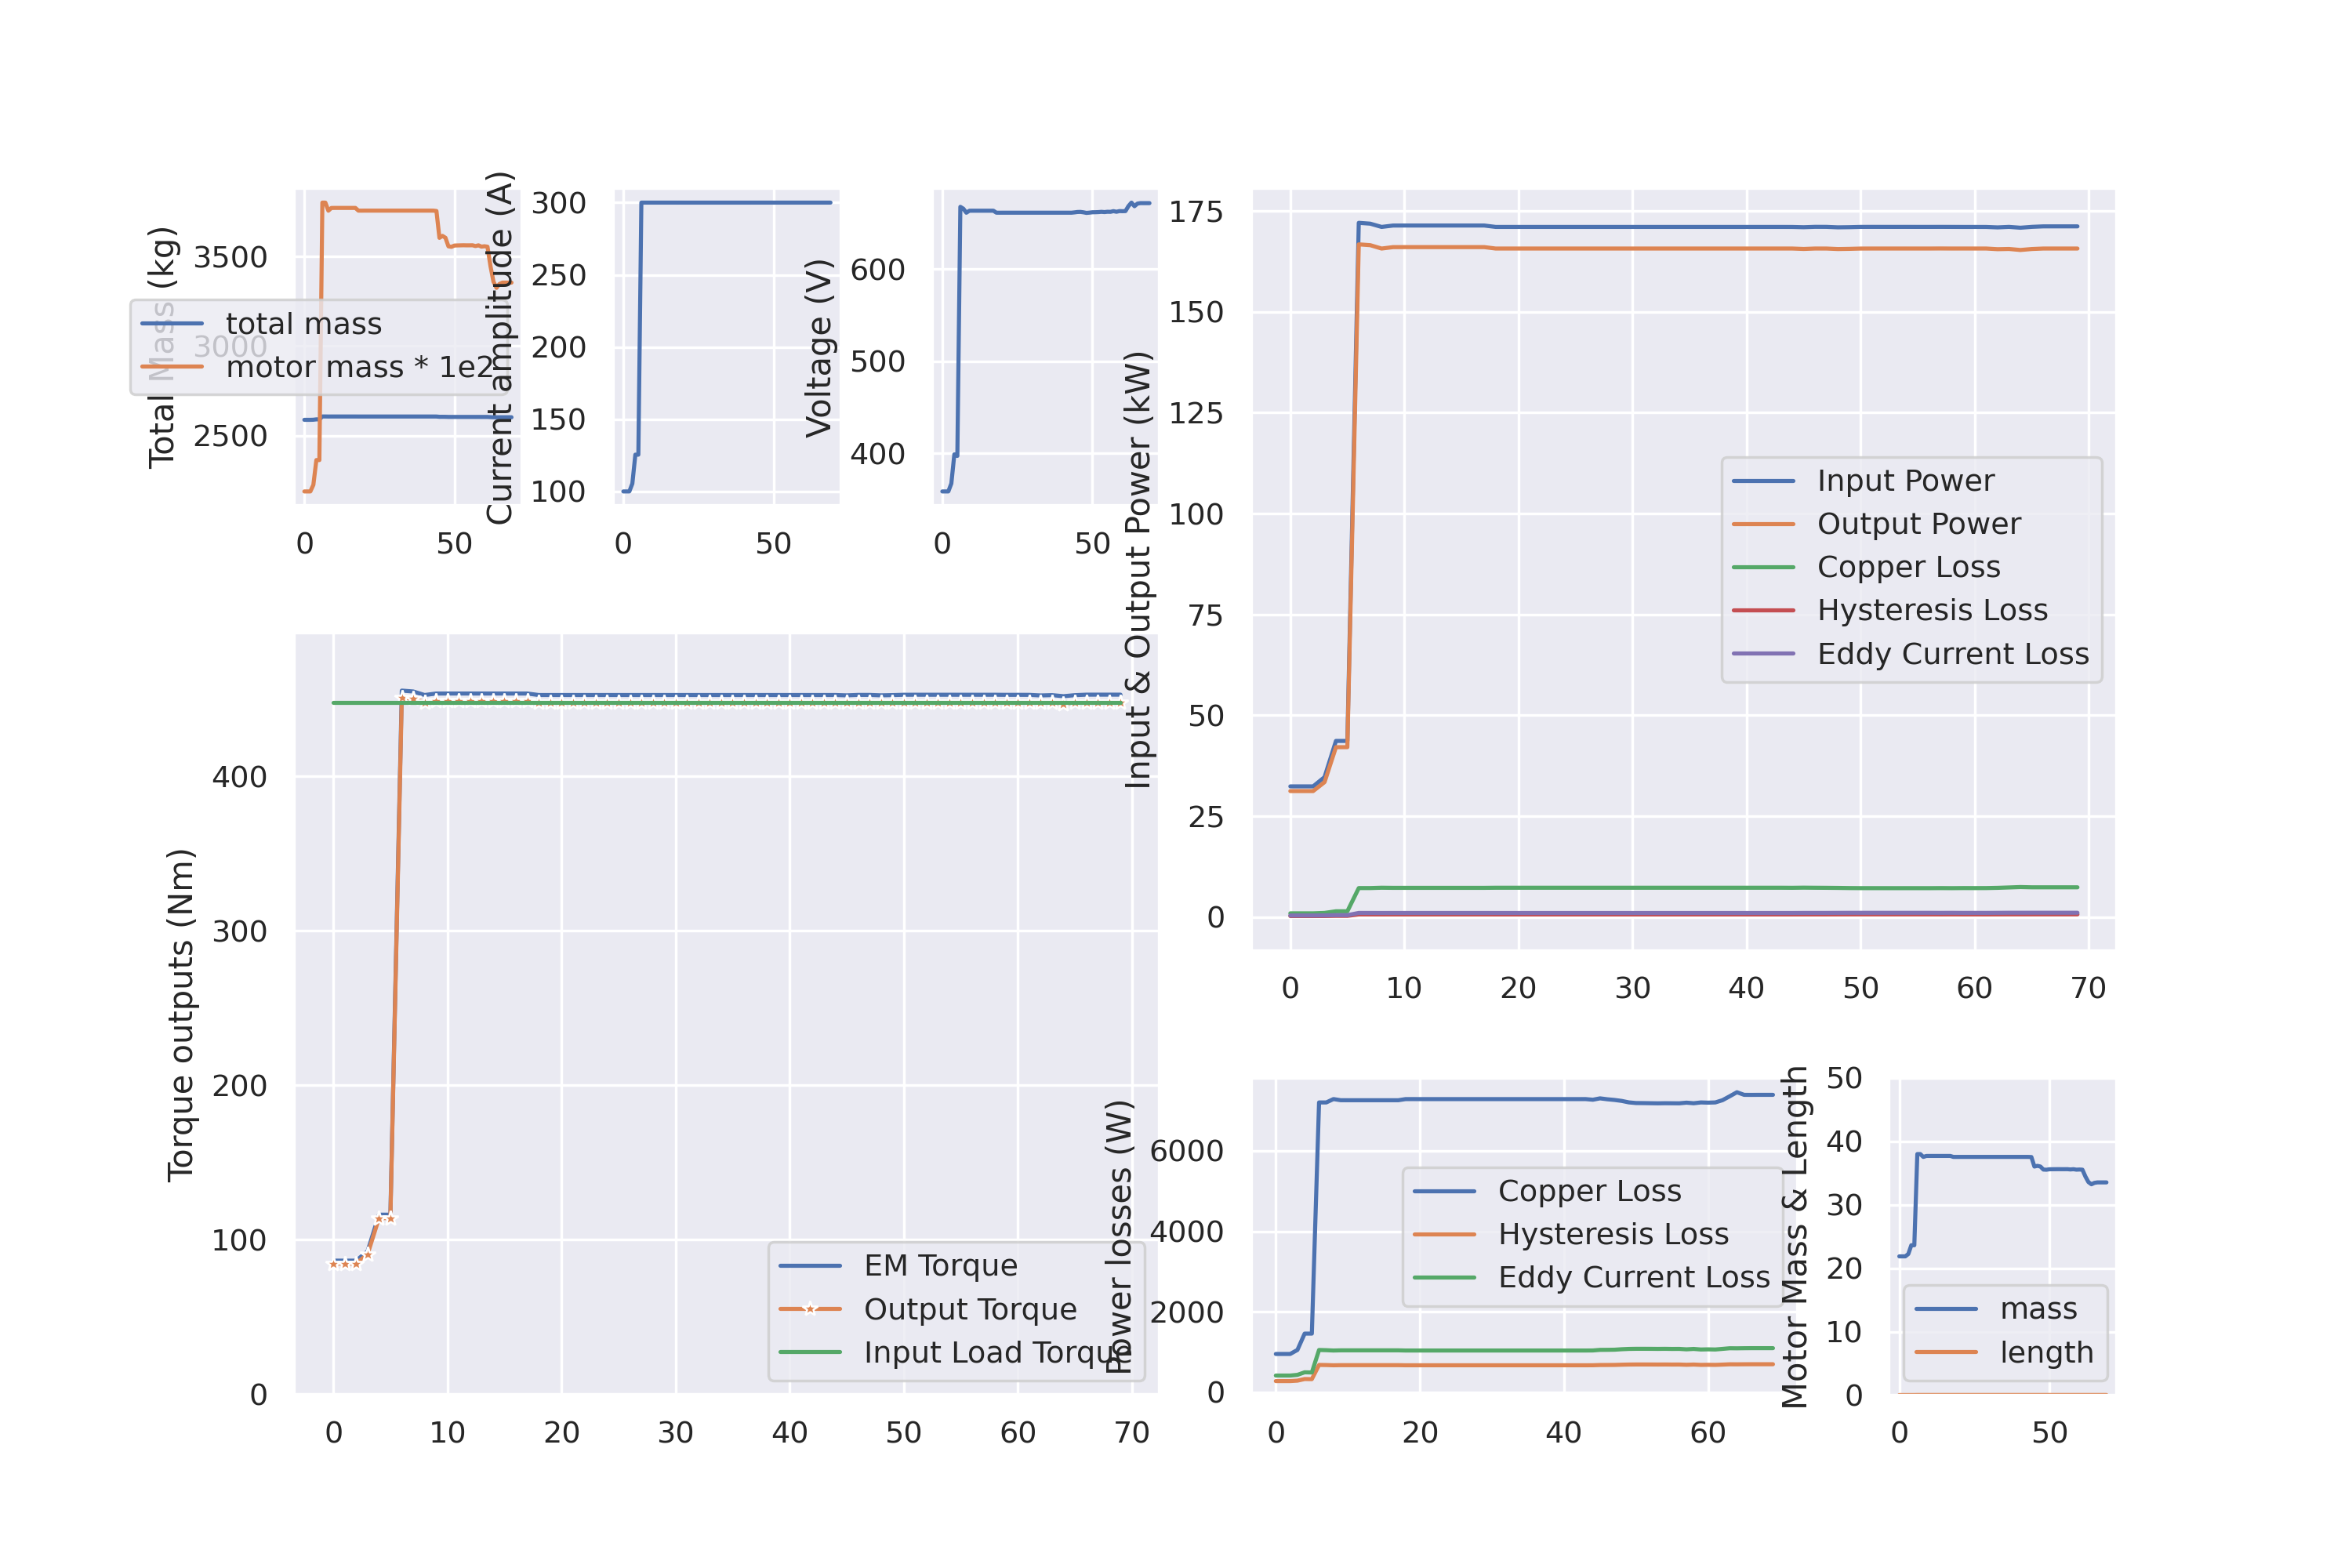 Total Mass (kg)
3500
3000
2500
0
50
total mass
motor mass * 1e2
Current amplitude (A)
300
250
200
150
100
0
50
Voltage (V)
600
500
400
0
50
Input & Output Power (kW)
175
150
125
100
75
50
25
0
0
10
20
30
40
50
60
70
Input Power
Output Power
Copper Loss
Hysteresis Loss
Eddy Current Loss
Torque outputs (Nm)
400
300
200
100
0
0
10
20
30
40
50
60
70
EM Torque
Output Torque
Input Load Torque
Power losses (W)
6000
4000
2000
0
0
20
40
60
Copper Loss
Hysteresis Loss
Eddy Current Loss
Motor Mass & Length
50
40
30
20
10
0
0
50
mass
length